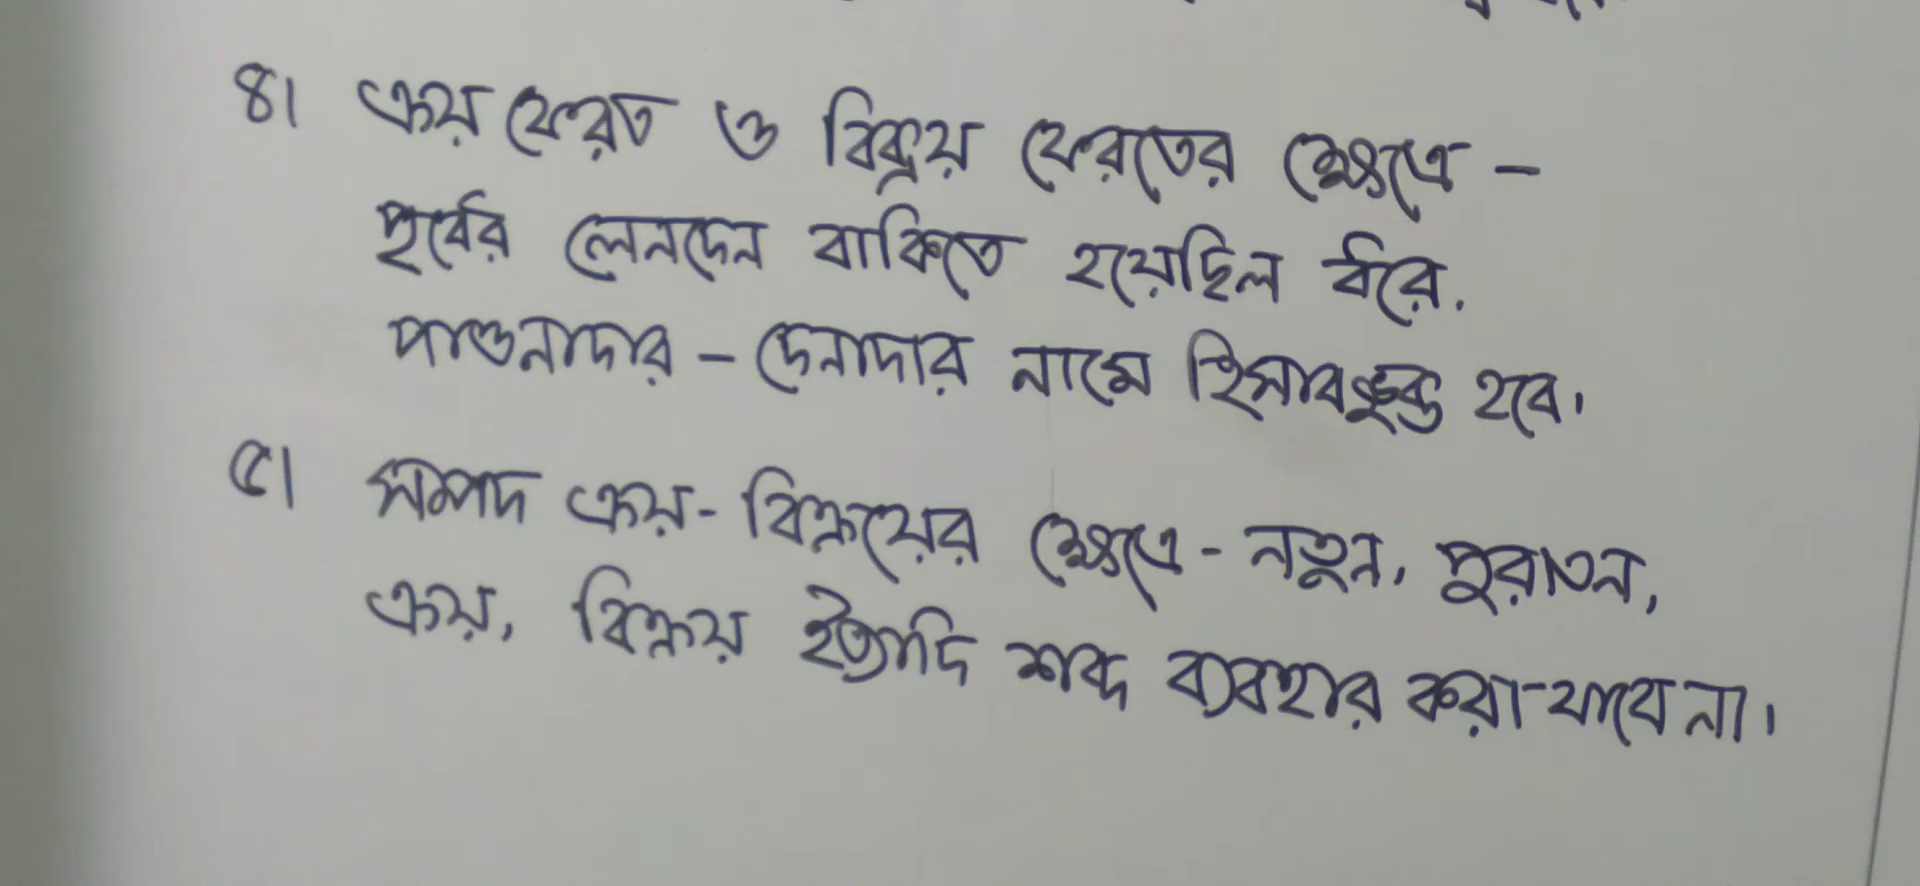 ৪। ক্রয় ফেরত ও বিক্রয় ফেরতের ক্ষেত্রে -
পূর্বের লেনদেন বাকিতে হয়েছিল ধরে,
পাওনাদার - দেনাদার নামে হিসাবভুক্ত হবে।
৫। সম্পদ ক্রয় - বিক্রয়ের ক্ষেত্রে - নতুন, পুরাতন,
ক্রয়, বিক্রয় ইত্যাদি শব্দ ব্যবহার করা যাবে না।